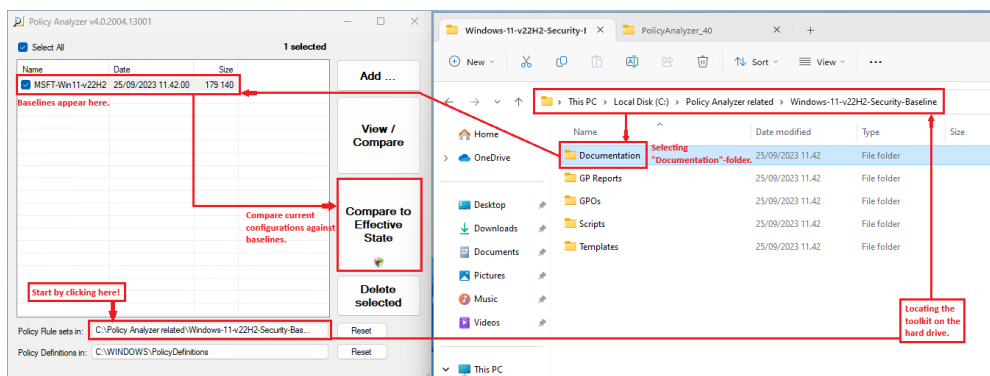 Policy Analyzer v4.0.2004.13001
Select All
1 selected
Name Date Size
MSFT-Win11-v22H2 25/09/2023 11.42.00 179 140
Baselines appear here.
Add ...
View /
Compare
Compare to
Effective
State
Compare current
configurations against
baselines.
Delete
selected
Start by clicking here!
Policy Rule sets in: C:\Policy Analyzer related\Windows-11-v22H2-Security-Bas...
Reset
Policy Definitions in: C:\WINDOWS\PolicyDefinitions
Reset
Windows-11-v22H2-Security-I
PolicyAnalyzer_40
New
Sort
View
This PC > Local Disk (C:) > Policy Analyzer related > Windows-11-v22H2-Security-Baseline
Home
OneDrive
Desktop
Downloads
Documents
Pictures
Music
Videos
This PC
Name Date modified Type Size
Documentation 25/09/2023 11.42 File folder
Selecting
"Documentation"-folder.
GP Reports 25/09/2023 11.42 File folder
GPOs 25/09/2023 11.42 File folder
Scripts 25/09/2023 11.42 File folder
Templates 25/09/2023 11.42 File folder
Locating the
toolkit on the
hard drive.